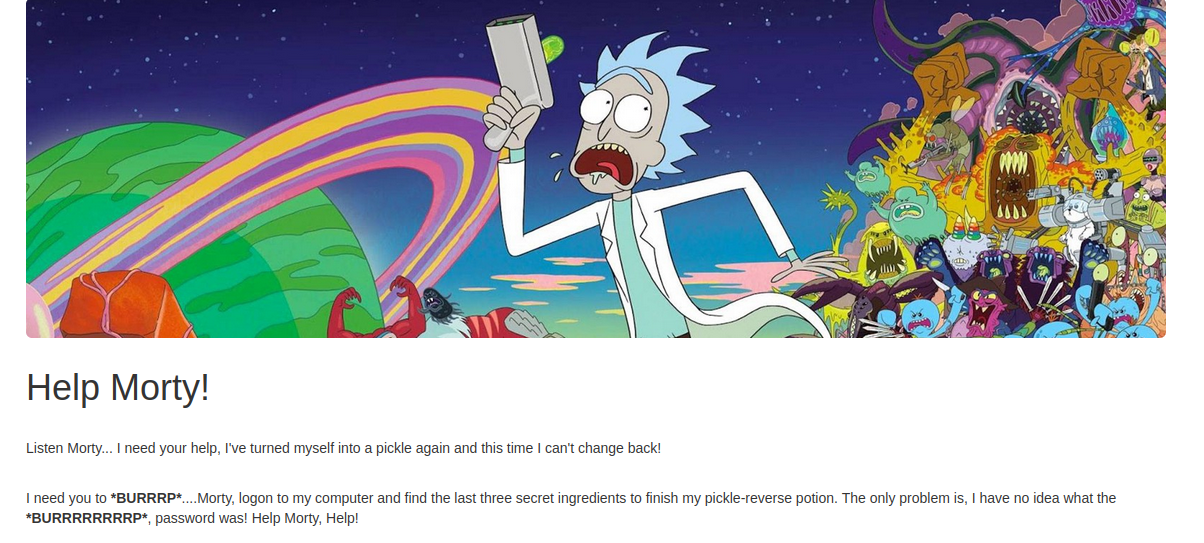 Help Morty!
Listen Morty... I need your help, I've turned myself into a pickle again and this time I can't change back!
I need you to *BURRRP*....Morty, logon to my computer and find the last three secret ingredients to finish my pickle-reverse potion. The only problem is, I have no idea what the
*BURRRRRRRRP*, password was! Help Morty, Help!